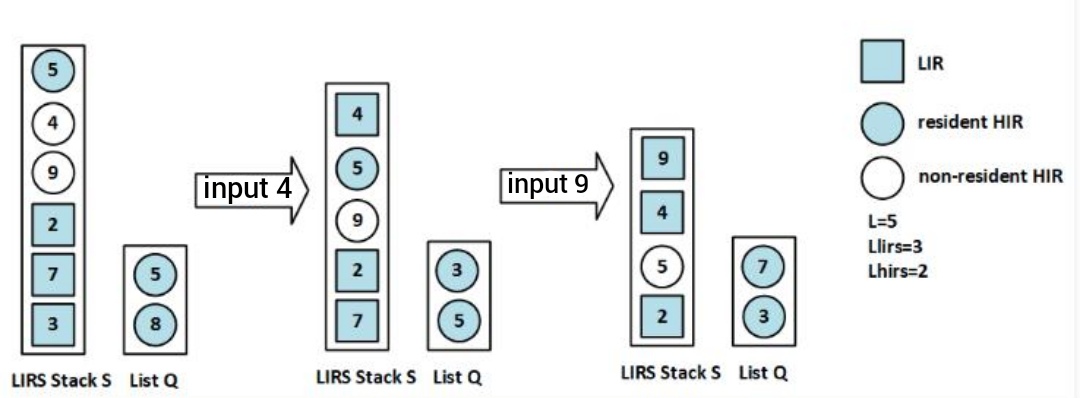 5
4
9
2
7
3
5
8
LIRS Stack S
List Q
input 4
4
5
9
2
7
3
5
LIRS Stack S
List Q
input 9
9
4
5
2
7
3
LIRS Stack S
List Q
LIR
resident HIR
non-resident HIR
L=5
Llirs=3
Lhirs=2